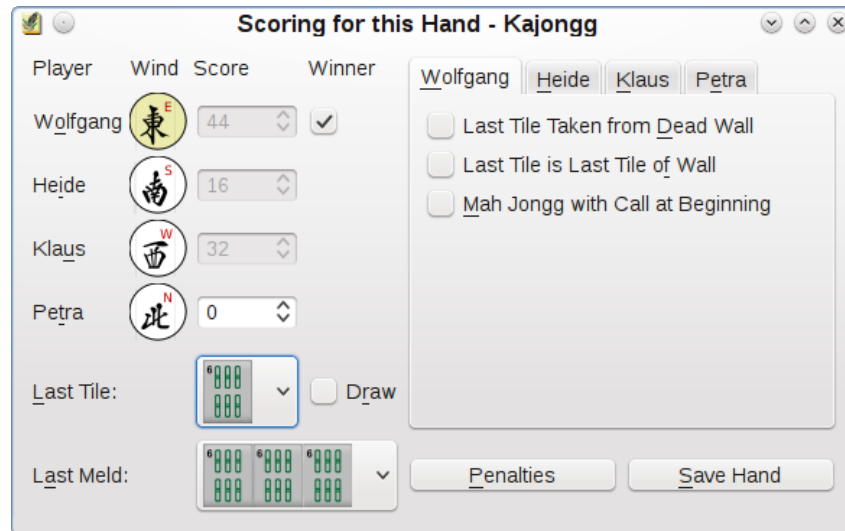 Scoring for this Hand - Kajongg
Player Wind Score Winner
Wolfgang 東 E 44
Heide 南 S 16
Klaus 西 W 32
Petra 北 N 0
Last Tile: 6 Draw
Last Meld: 6 6 6
Wolfgang Heide Klaus Petra
Last Tile Taken from Dead Wall
Last Tile is Last Tile of Wall
Mah Jongg with Call at Beginning
Penalties Save Hand